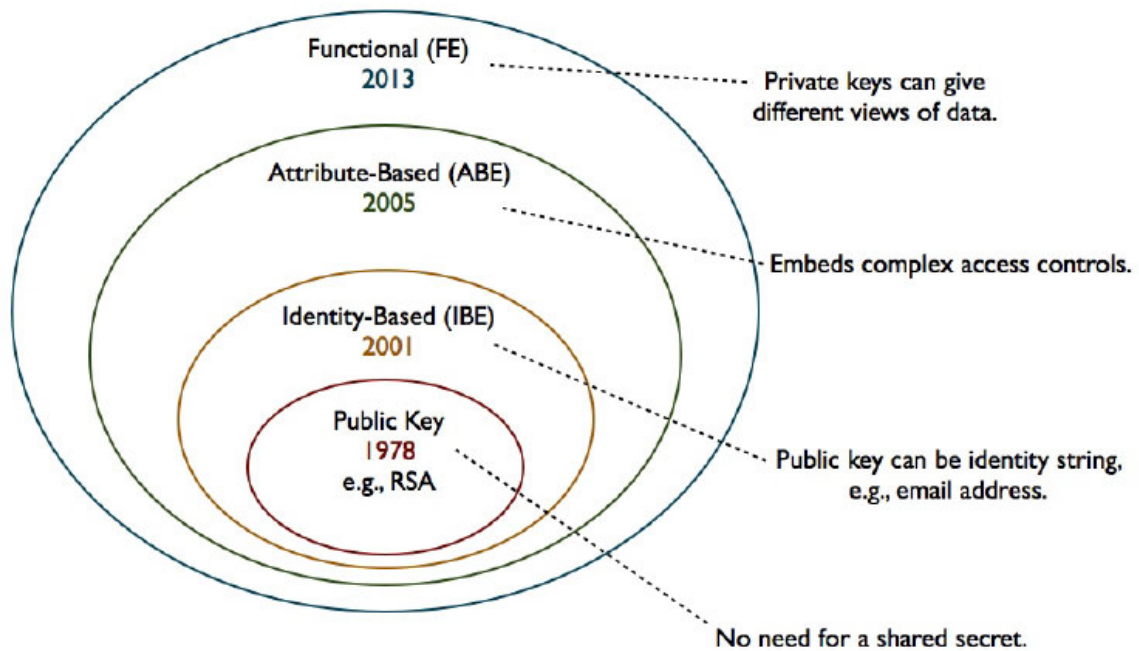 Functional (FE)
2013
Private keys can give
different views of data.
Attribute-Based (ABE)
2005
Embeds complex access controls.
Identity-Based (IBE)
2001
Public key can be identity string,
e.g., email address.
Public Key
1978
e.g., RSA
No need for a shared secret.